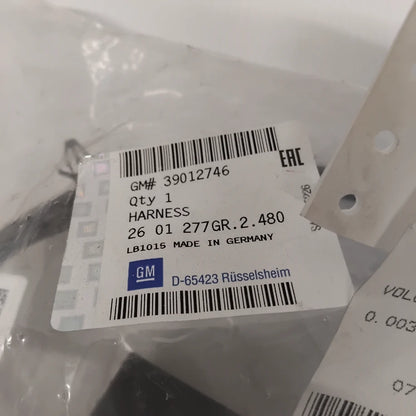 GM# 39012746
Qty 1
HARNESS
26 01 277GR.2.480
LB1015 MADE IN GERMANY
GM
D-65423 Rüsselsheim
EAC
VOLU
0.003
07